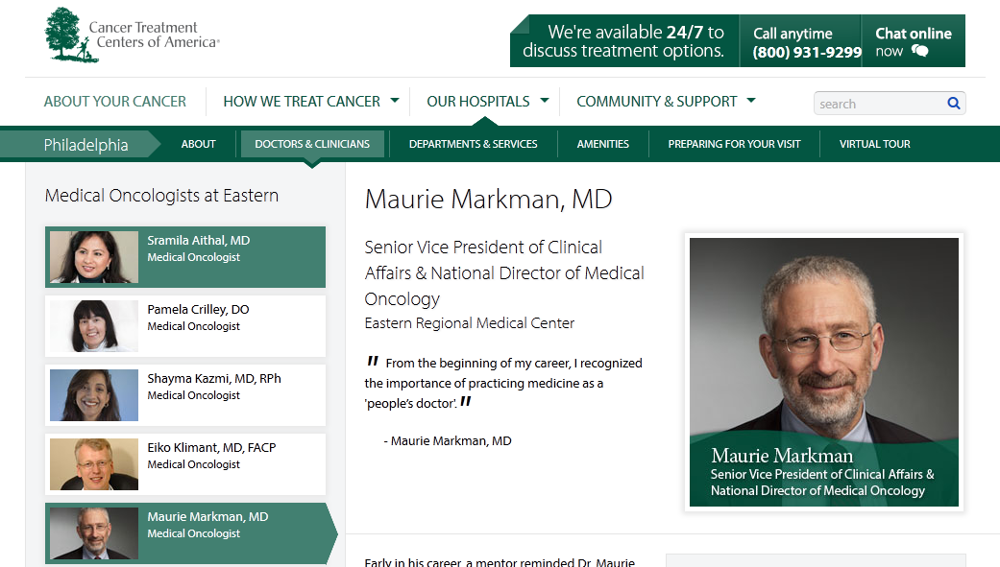 Cancer Treatment
Centers of America®
We're available 24/7 to
discuss treatment options.
Call anytime
(800) 931-9299
Chat online
now
ABOUT YOUR CANCER
HOW WE TREAT CANCER
OUR HOSPITALS
COMMUNITY & SUPPORT
search
Philadelphia
ABOUT
DOCTORS & CLINICIANS
DEPARTMENTS & SERVICES
AMENITIES
PREPARING FOR YOUR VISIT
VIRTUAL TOUR
Medical Oncologists at Eastern
Sramila Aithal, MD
Medical Oncologist
Pamela Crilley, DO
Medical Oncologist
Shayma Kazmi, MD, RPh
Medical Oncologist
Eiko Klimant, MD, FACP
Medical Oncologist
Maurie Markman, MD
Medical Oncologist
Maurie Markman, MD
Senior Vice President of Clinical
Affairs & National Director of Medical
Oncology
Eastern Regional Medical Center
" From the beginning of my career, I recognized
the importance of practicing medicine as a
'people's doctor'. "
- Maurie Markman, MD
Maurie Markman
Senior Vice President of Clinical Affairs &
National Director of Medical Oncology
Early in his career, a mentor reminded Dr. Maurie